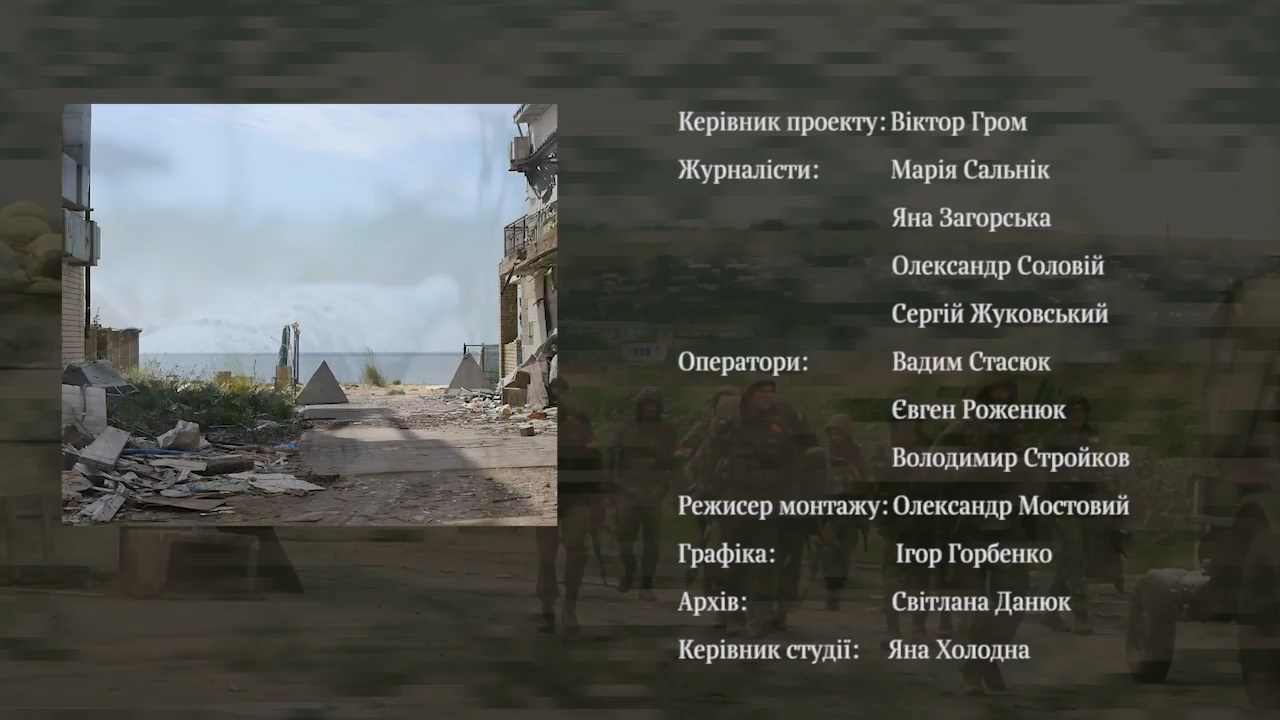 Керівник проекту: Віктор Гром
Журналісти: Марія Сальнік
Яна Загорська
Олександр Соловій
Сергій Жуковський
Оператори: Вадим Стасюк
Євген Роженюк
Володимир Стройков
Режисер монтажу: Олександр Мостовий
Графіка: Ігор Горбенко
Архів: Світлана Данюк
Керівник студії: Яна Холодна